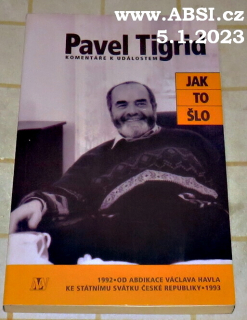 www.ABSI.cz
5.1.2023
Pavel Tigrid
KOMENTÁŘE K UDÁLOSTEM
JAK
TO
ŠLO
1992•OD ABDIKACE VÁCLAVA HAVLA
KE STÁTNÍMU SVÁTKU ČESKÉ REPUBLIKY•1993